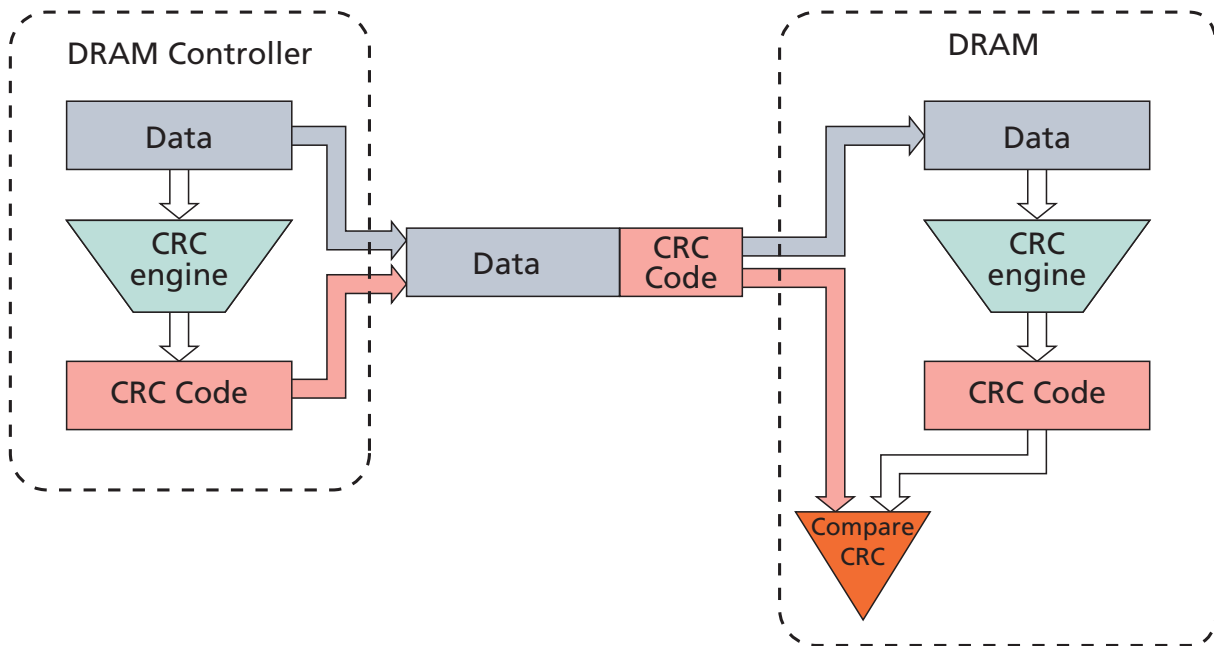 DRAM Controller
Data
CRC
engine
CRC Code
Data
CRC
Code
DRAM
Data
CRC
engine
CRC Code
Compare
CRC